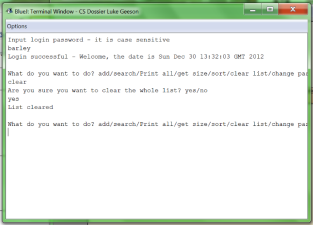 BlueJ: Terminal Window - CS Dossier Luke Geeson
Options
Input login password - it is case sensitive
barley
Login successful - Welcome, the date is Sun Dec 30 13:32:03 GMT 2012
What do you want to do? add/search/Print all/get size/sort/clear list/change pas
clear
Are you sure you want to clear the whole list? yes/no
yes
List cleared
What do you want to do? add/search/Print all/get size/sort/clear list/change pas